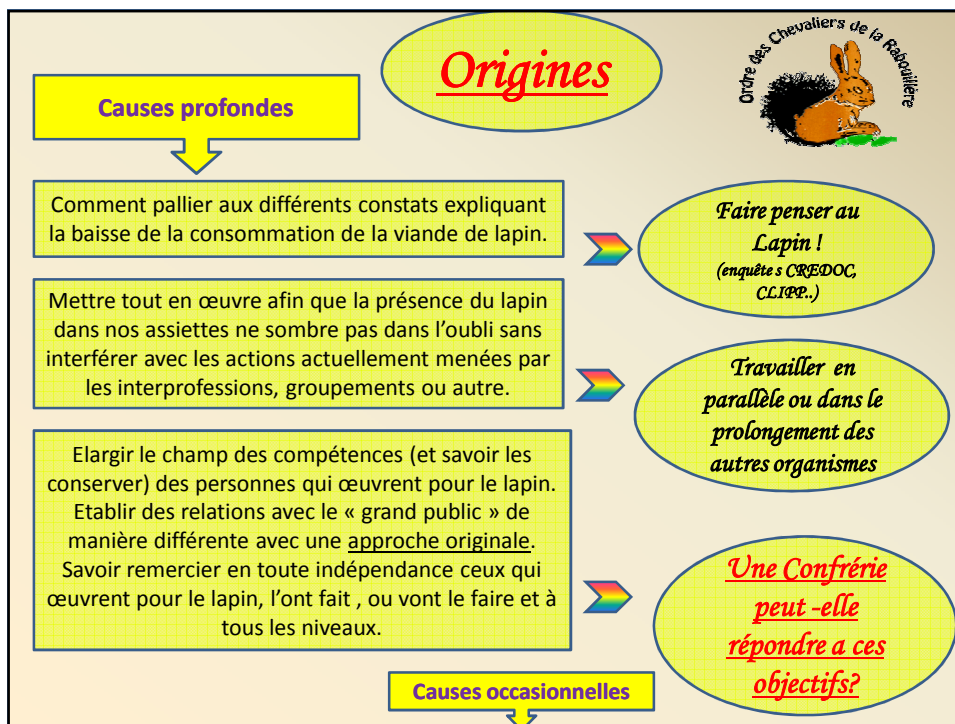 Origines
Ordre des Chevaliers de la Rabouillère
Causes profondes
Comment pallier aux différents constats expliquant
la baisse de la consommation de la viande de lapin.
Faire penser au
Lapin !
(enquête s CREDOC,
CLIPP..)
Mettre tout en œuvre afin que la présence du lapin
dans nos assiettes ne sombre pas dans l'oubli sans
interférer avec les actions actuellement menées par
les interprofessions, groupements ou autre.
Travailler en
parallèle ou dans le
prolongement des
autres organismes
Elargir le champ des compétences (et savoir les
conserver) des personnes qui œuvrent pour le lapin.
Etablir des relations avec le « grand public » de
manière différente avec une approche originale.
Savoir remercier en toute indépendance ceux qui
œuvrent pour le lapin, l'ont fait , ou vont le faire et à
tous les niveaux.
Une Confrérie
peut -elle
répondre a ces
objectifs?
Causes occasionnelles